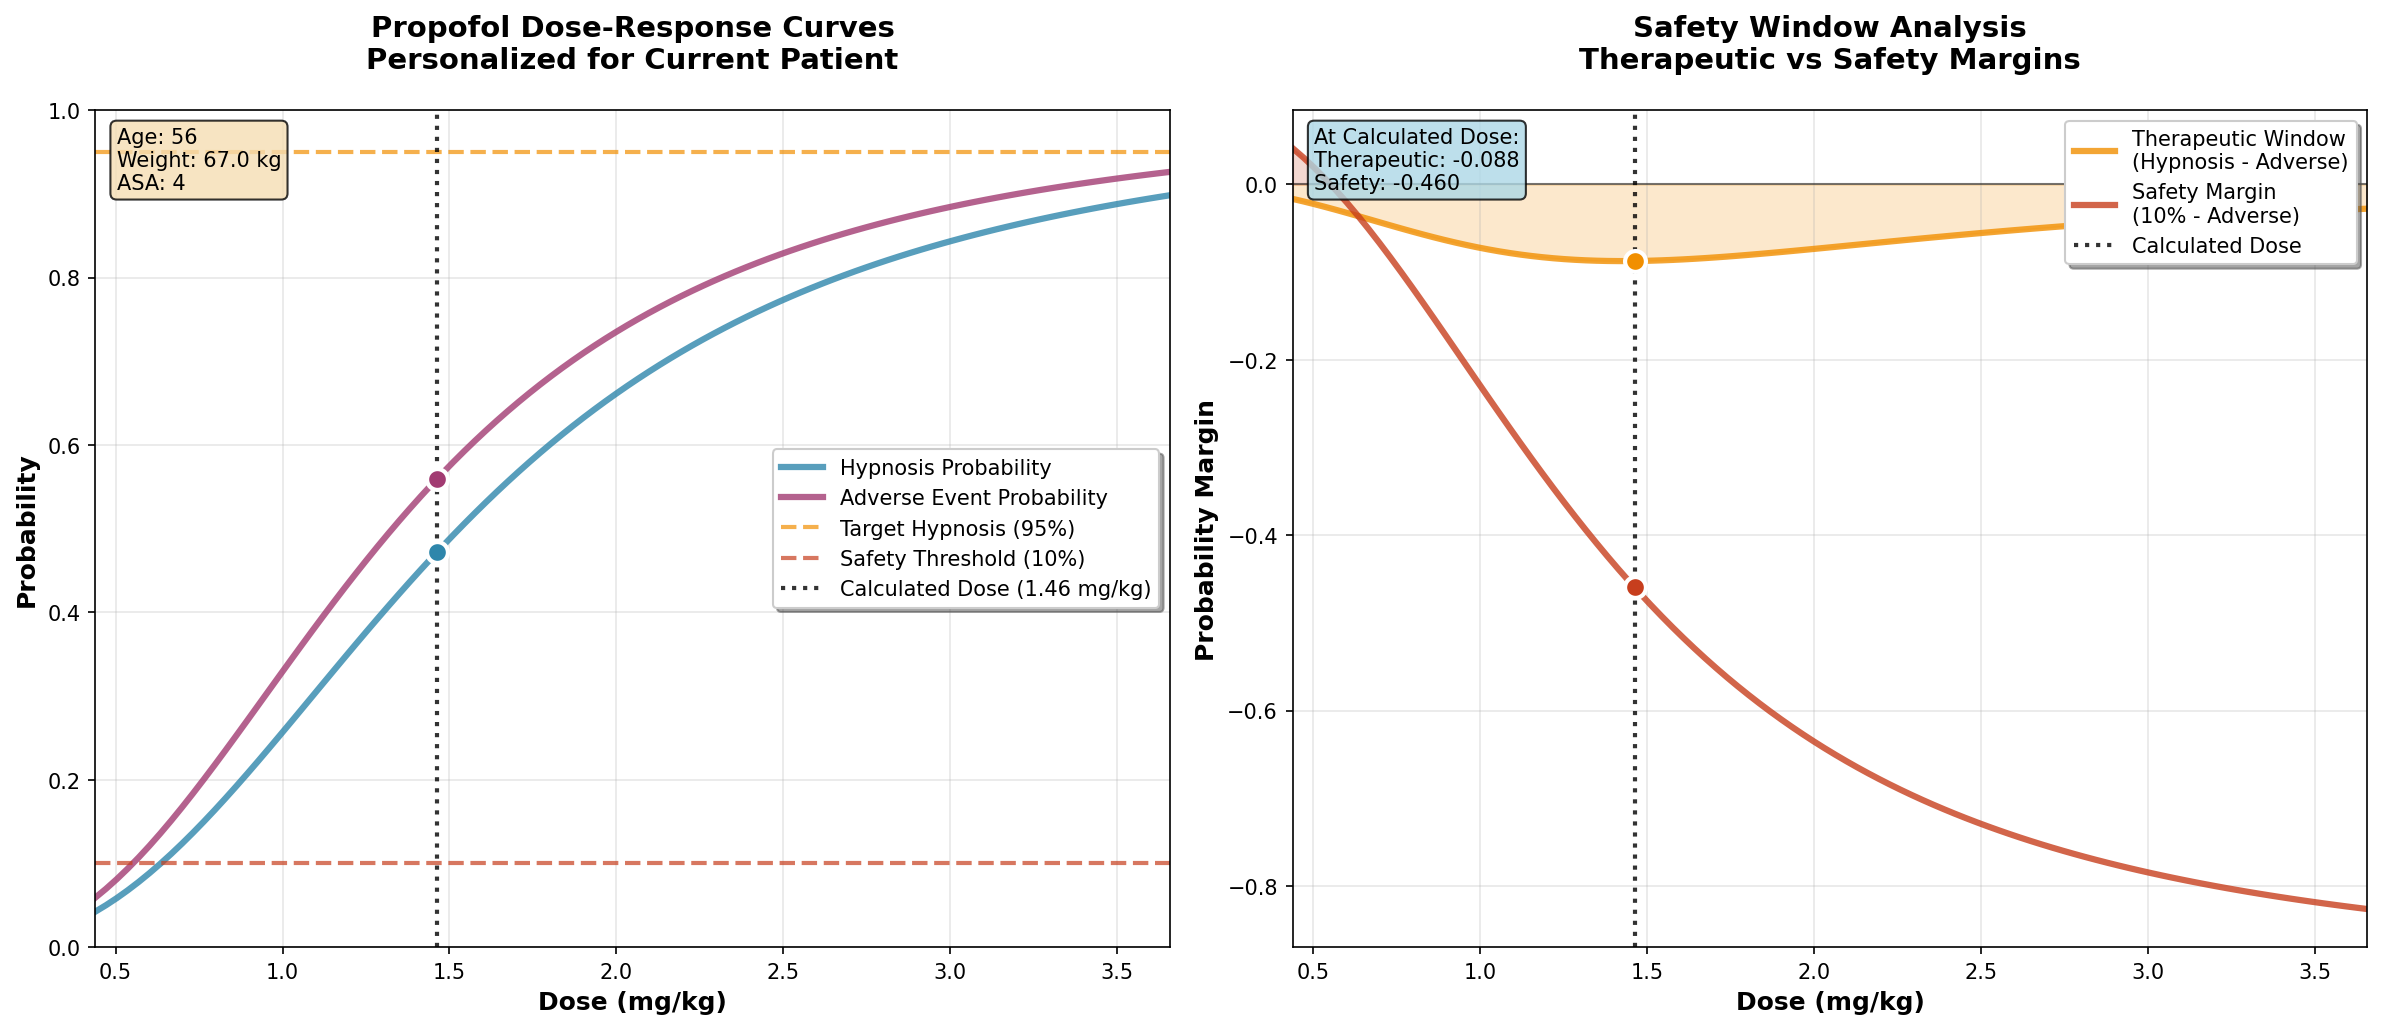 Propofol Dose-Response Curves
Personalized for Current Patient
Age: 56
Weight: 67.0 kg
ASA: 4
1.0
0.8
0.6
0.4
0.2
0.0
Probability
Hypnosis Probability
Adverse Event Probability
Target Hypnosis (95%)
Safety Threshold (10%)
Calculated Dose (1.46 mg/kg)
0.5 1.0 1.5 2.0 2.5 3.0 3.5
Dose (mg/kg)
Safety Window Analysis
Therapeutic vs Safety Margins
At Calculated Dose:
Therapeutic: -0.088
Safety: -0.460
Therapeutic Window
(Hypnosis - Adverse)
Safety Margin
(10% - Adverse)
Calculated Dose
0.0
−0.2
−0.4
−0.6
−0.8
Probability Margin
0.5 1.0 1.5 2.0 2.5 3.0 3.5
Dose (mg/kg)